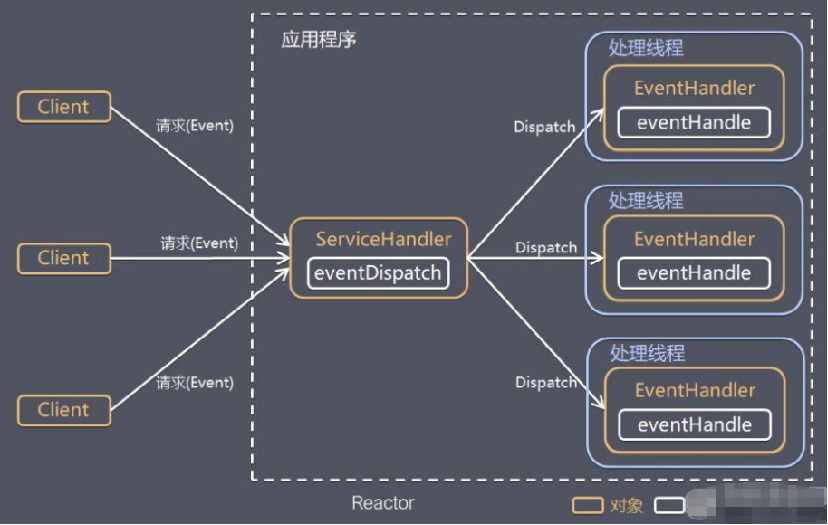 应用程序
处理线程
EventHandler
eventHandle
Client
请求(Event)
Dispatch
处理线程
ServiceHandler
eventDispatch
EventHandler
eventHandle
Client
请求(Event)
Dispatch
处理线程
EventHandler
eventHandle
Client
请求(Event)
Dispatch
Reactor
对象